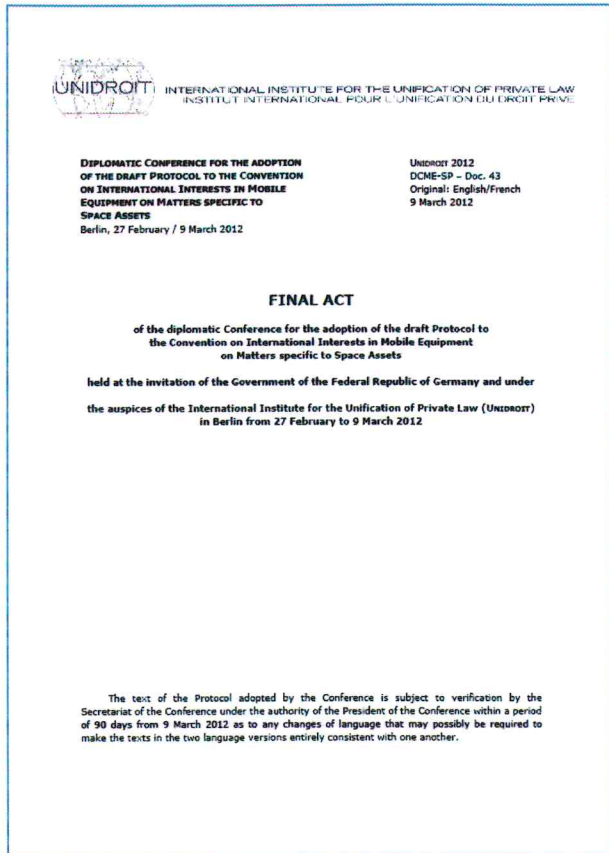 UNIDROIT
INTERNATIONAL INSTITUTE FOR THE UNIFICATION OF PRIVATE LAW
INSTITUT INTERNATIONAL POUR L'UNIFICATION DU DROIT PRIVE
DIPLOMATIC CONFERENCE FOR THE ADOPTION
OF THE DRAFT PROTOCOL TO THE CONVENTION
ON INTERNATIONAL INTERESTS IN MOBILE
EQUIPMENT ON MATTERS SPECIFIC TO
SPACE ASSETS
Berlin, 27 February / 9 March 2012
UNIDROIT 2012
DCME-SP – Doc. 43
Original: English/French
9 March 2012
FINAL ACT
of the diplomatic Conference for the adoption of the draft Protocol to
the Convention on International Interests in Mobile Equipment
on Matters specific to Space Assets
held at the invitation of the Government of the Federal Republic of Germany and under
the auspices of the International Institute for the Unification of Private Law (UNIDROIT)
in Berlin from 27 February to 9 March 2012
The text of the Protocol adopted by the Conference is subject to verification by the
Secretariat of the Conference under the authority of the President of the Conference within a period
of 90 days from 9 March 2012 as to any changes of language that may possibly be required to
make the texts in the two language versions entirely consistent with one another.